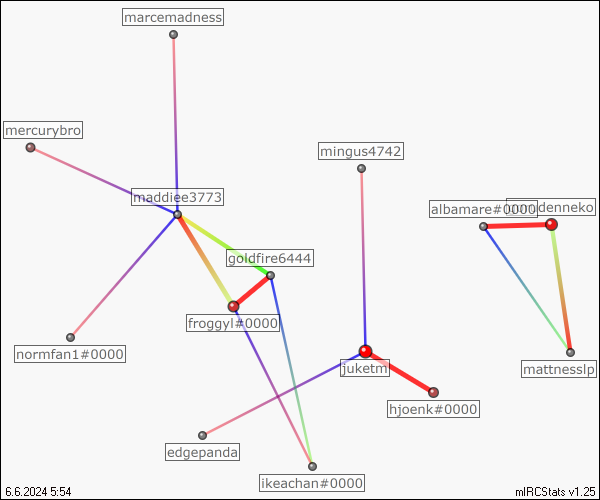 marcemadness
mercurybro
mingus4742
maddiee3773
albamare#0000
denneko
goldfire6444
froggyl#0000
normfan1#0000
juketm
mattnesslp
hjoenk#0000
edgepanda
ikeachan#0000
6.6.2024 5:54
mIRCStats v1.25